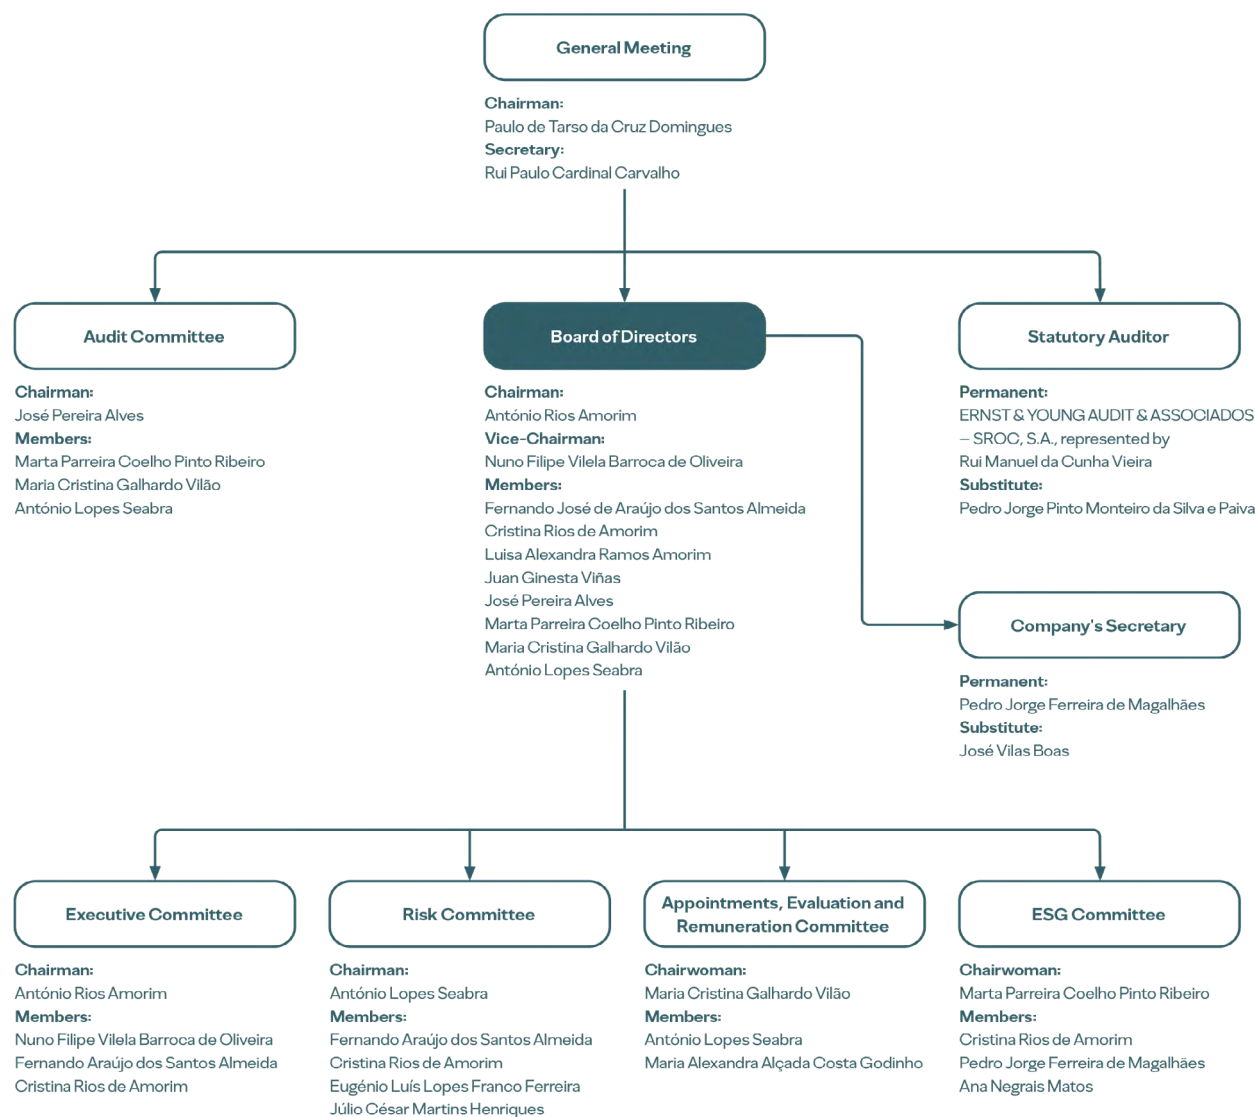 General Meeting
Chairman:
Paulo de Tarso da Cruz Domingues
Secretary:
Rui Paulo Cardinal Carvalho
Audit Committee
Chairman:
José Pereira Alves
Members:
Marta Parreira Coelho Pinto Ribeiro
Maria Cristina Galhardo Vilão
António Lopes Seabra
Board of Directors
Chairman:
António Rios Amorim
Vice-Chairman:
Nuno Filipe Vilela Barroca de Oliveira
Members:
Fernando José de Araújo dos Santos Almeida
Cristina Rios de Amorim
Luisa Alexandra Ramos Amorim
Juan Ginesta Viñas
José Pereira Alves
Marta Parreira Coelho Pinto Ribeiro
Maria Cristina Galhardo Vilão
António Lopes Seabra
Statutory Auditor
Permanent:
ERNST & YOUNG AUDIT & ASSOCIADOS
– SROC, S.A., represented by
Rui Manuel da Cunha Vieira
Substitute:
Pedro Jorge Pinto Monteiro da Silva e Paiva
Company's Secretary
Permanent:
Pedro Jorge Ferreira de Magalhães
Substitute:
José Vilas Boas
Executive Committee
Chairman:
António Rios Amorim
Members:
Nuno Filipe Vilela Barroca de Oliveira
Fernando Araújo dos Santos Almeida
Cristina Rios de Amorim
Risk Committee
Chairman:
António Lopes Seabra
Members:
Fernando Araújo dos Santos Almeida
Cristina Rios de Amorim
Eugénio Luís Lopes Franco Ferreira
Júlio César Martins Henriques
Appointments, Evaluation and
Remuneration Committee
Chairwoman:
Maria Cristina Galhardo Vilão
Members:
António Lopes Seabra
Maria Alexandra Alçada Costa Godinho
ESG Committee
Chairwoman:
Marta Parreira Coelho Pinto Ribeiro
Members:
Cristina Rios de Amorim
Pedro Jorge Ferreira de Magalhães
Ana Negrais Matos